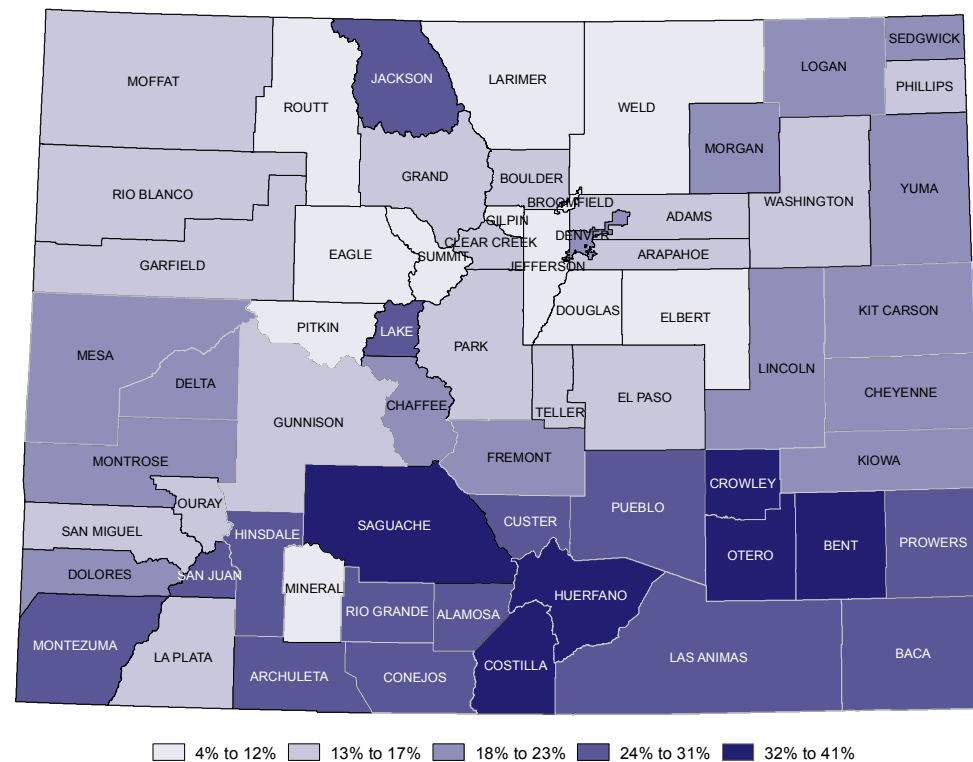 SEDGWICK
LOGAN
PHILLIPS
MOFFAT
JACKSON
LARIMER
ROUTT
WELD
MORGAN
GRAND
BOULDER
YUMA
RIO BLANCO
WASHINGTON
BROOMFIELD
GILPIN
ADAMS
DENVER
CLEAR CREEK
EAGLE
SUMMIT
ARAPAHOE
GARFIELD
JEFFERSON
DOUGLAS
ELBERT
KIT CARSON
PITKIN
LAKE
PARK
MESA
LINCOLN
DELTA
CHEYENNE
CHAFFEE
EL PASO
TELLER
GUNNISON
FREMONT
KIOWA
MONTROSE
CROWLEY
OURAY
PUEBLO
SAGUACHE
CUSTER
SAN MIGUEL
HINSDALE
PROWERS
BENT
OTERO
DOLORES
SAN JUAN
MINERAL
HUERFANO
RIO GRANDE
ALAMOSA
MONTEZUMA
BACA
LA PLATA
LAS ANIMAS
COSTILLA
ARCHULETA
CONEJOS
4% to 12% 13% to 17% 18% to 23% 24% to 31% 32% to 41%